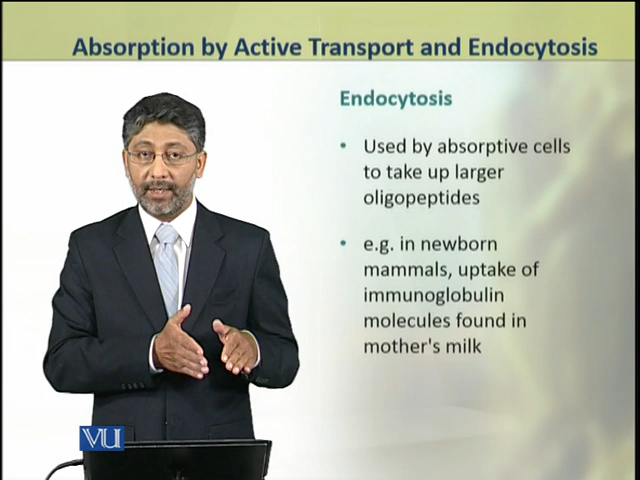 Absorption by Active Transport and Endocytosis
Endocytosis
• Used by absorptive cells
to take up larger
oligopeptides
• e.g. in newborn
mammals, uptake of
immunoglobulin
molecules found in
mother's milk
VU